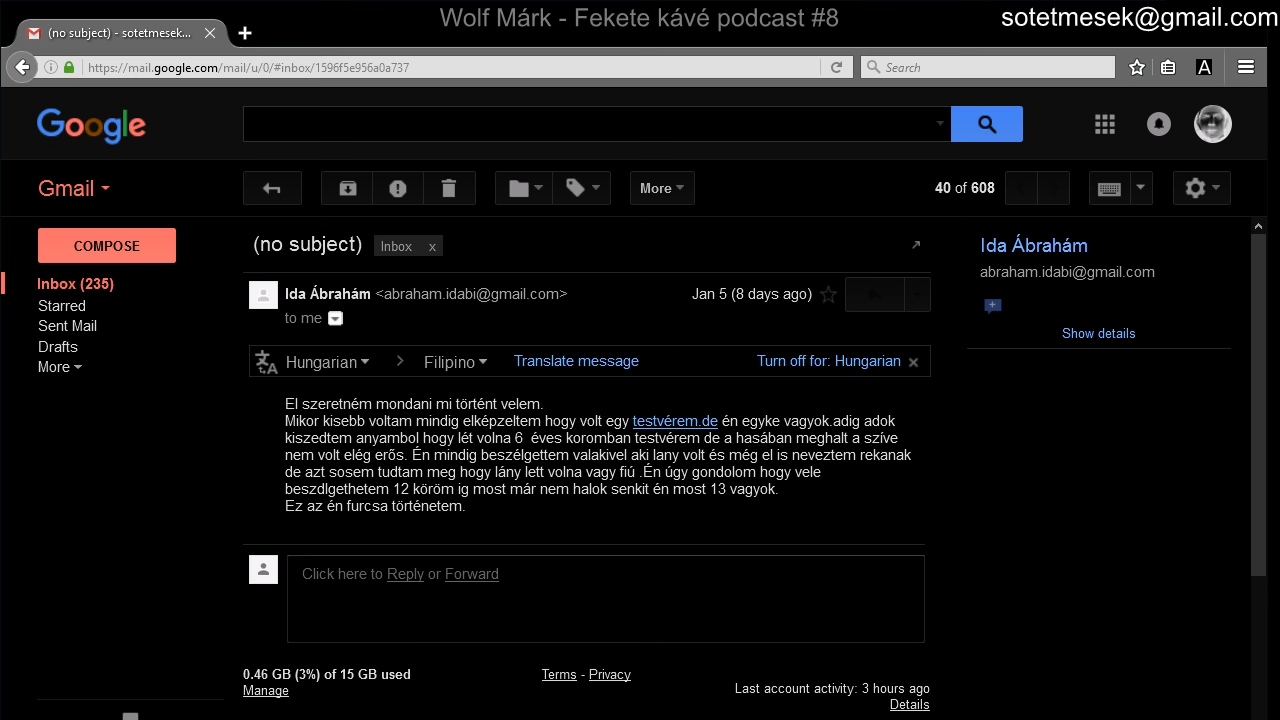 Wolf Márk - Fekete kávé podcast #8
sotetmesek@gmail.com
(no subject) - sotetmesek...
https://mail.google.com/mail/u/0/#inbox/1596f5e956a0a737
Search
A
Google
Gmail
More
40 of 608
COMPOSE
Inbox (235)
Starred
Sent Mail
Drafts
More
(no subject)
Inbox x
Ida Ábrahám
abraham.idabi@gmail.com
Show details
Ida Ábrahám <abraham.idabi@gmail.com>
Jan 5 (8 days ago)
to me
Hungarian
Filipino
Translate message
Turn off for: Hungarian
El szeretném mondani mi történt velem.
Mikor kisebb voltam mindig elképzeltem hogy volt egy testvérem.de én egyke vagyok.adig adok
kiszedtem anyambol hogy lét volna 6  éves koromban testvérem de a hasában meghalt a szíve
nem volt elég erős. Én mindig beszélgettem valakivel aki lany volt és még el is neveztem rekanak
de azt sosem tudtam meg hogy lány lett volna vagy fiú .Én úgy gondolom hogy vele
beszdlgethetem 12 köröm ig most már nem halok senkit én most 13 vagyok.
Ez az én furcsa történetem.
Click here to Reply or Forward
0.46 GB (3%) of 15 GB used
Manage
Terms - Privacy
Last account activity: 3 hours ago
Details